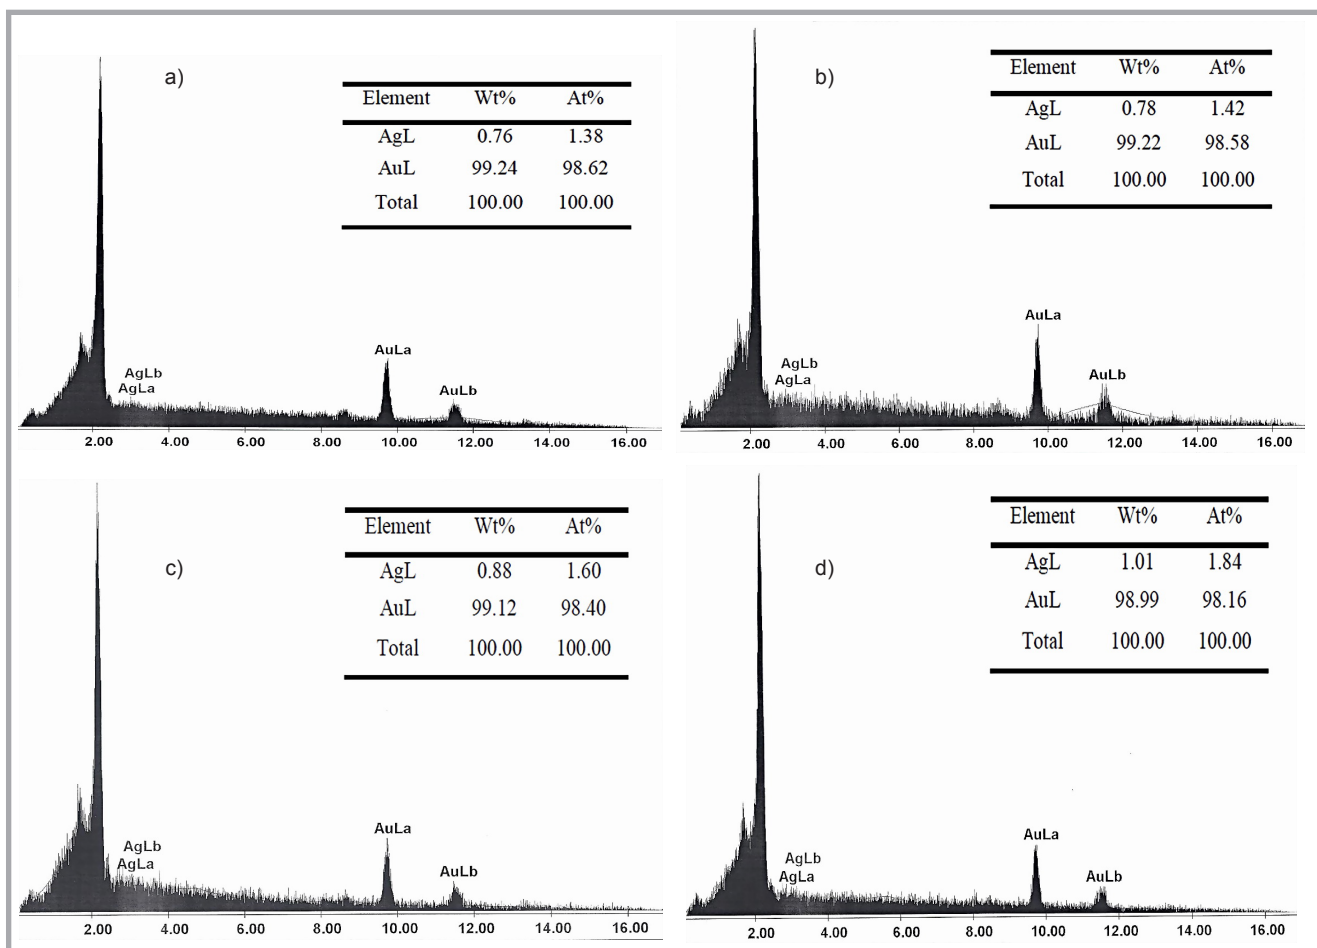 a)
Element Wt% At%
AgL 0.76 1.38
AuL 99.24 98.62
Total 100.00 100.00
AuLa
AgLb
AgLa
AuLb
2.00 4.00 6.00 8.00 10.00 12.00 14.00 16.00
b)
Element Wt% At%
AgL 0.78 1.42
AuL 99.22 98.58
Total 100.00 100.00
AuLa
AgLb
AgLa
AuLb
2.00 4.00 6.00 8.00 10.00 12.00 14.00 16.00
c)
Element Wt% At%
AgL 0.88 1.60
AuL 99.12 98.40
Total 100.00 100.00
AuLa
AgLb
AgLa
AuLb
2.00 4.00 6.00 8.00 10.00 12.00 14.00 16.00
d)
Element Wt% At%
AgL 1.01 1.84
AuL 98.99 98.16
Total 100.00 100.00
AuLa
AgLb
AgLa
AuLb
2.00 4.00 6.00 8.00 10.00 12.00 14.00 16.00